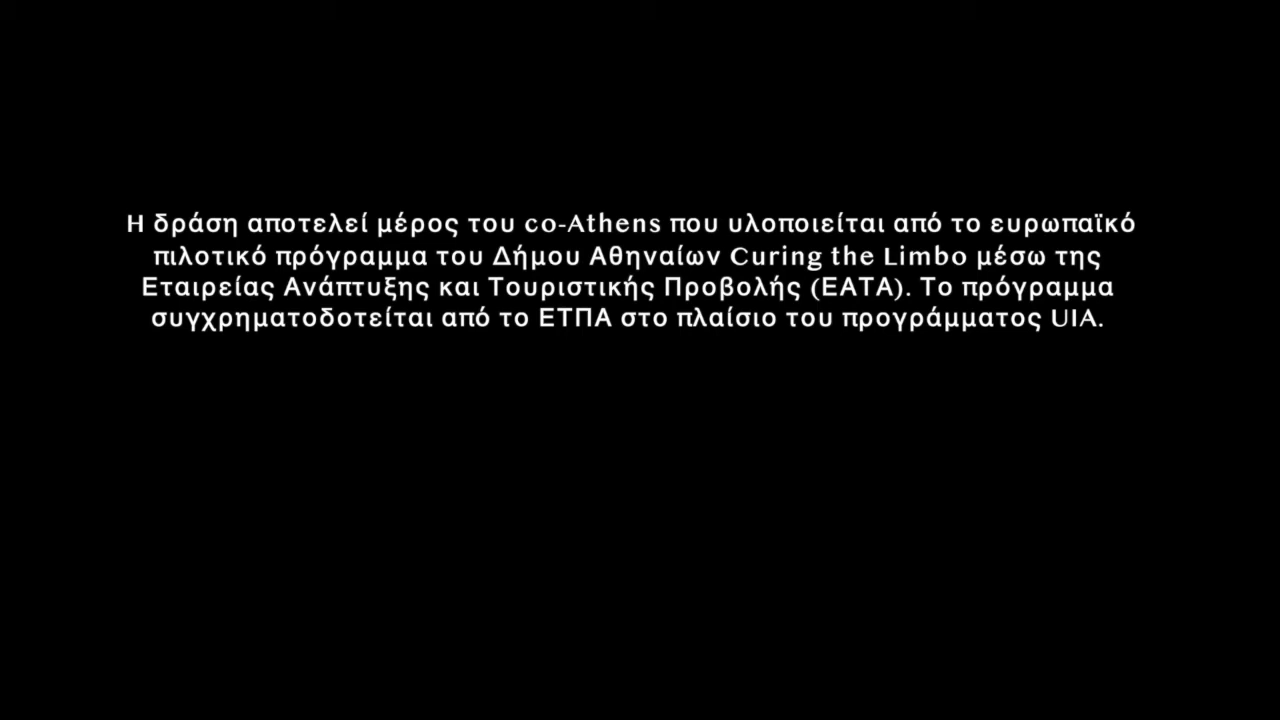 Η δράση αποτελεί μέρος του co-Athens που υλοποιείται από το ευρωπαϊκό
πιλοτικό πρόγραμμα του Δήμου Αθηναίων Curing the Limbo μέσω της
Εταιρείας Ανάπτυξης και Τουριστικής Προβολής (ΕΑΤΑ). Το πρόγραμμα
συγχρηματοδοτείται από το ΕΤΠΑ στο πλαίσιο του προγράμματος UIA.